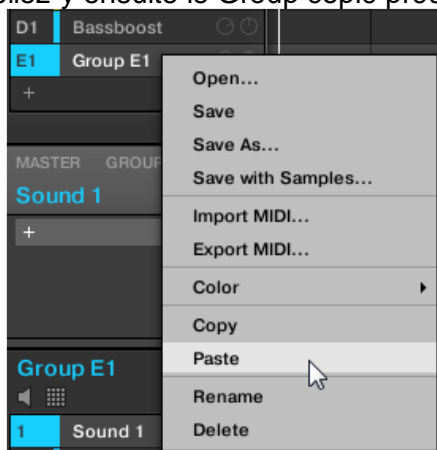 D1 Bassboost
E1 Group E1
+
Open...
Save
Save As...
Save with Samples...
Import MIDI...
Export MIDI...
Color
Copy
Paste
Rename
Delete
MASTER GROUP
Sound 1
+
Group E1
1 Sound 1